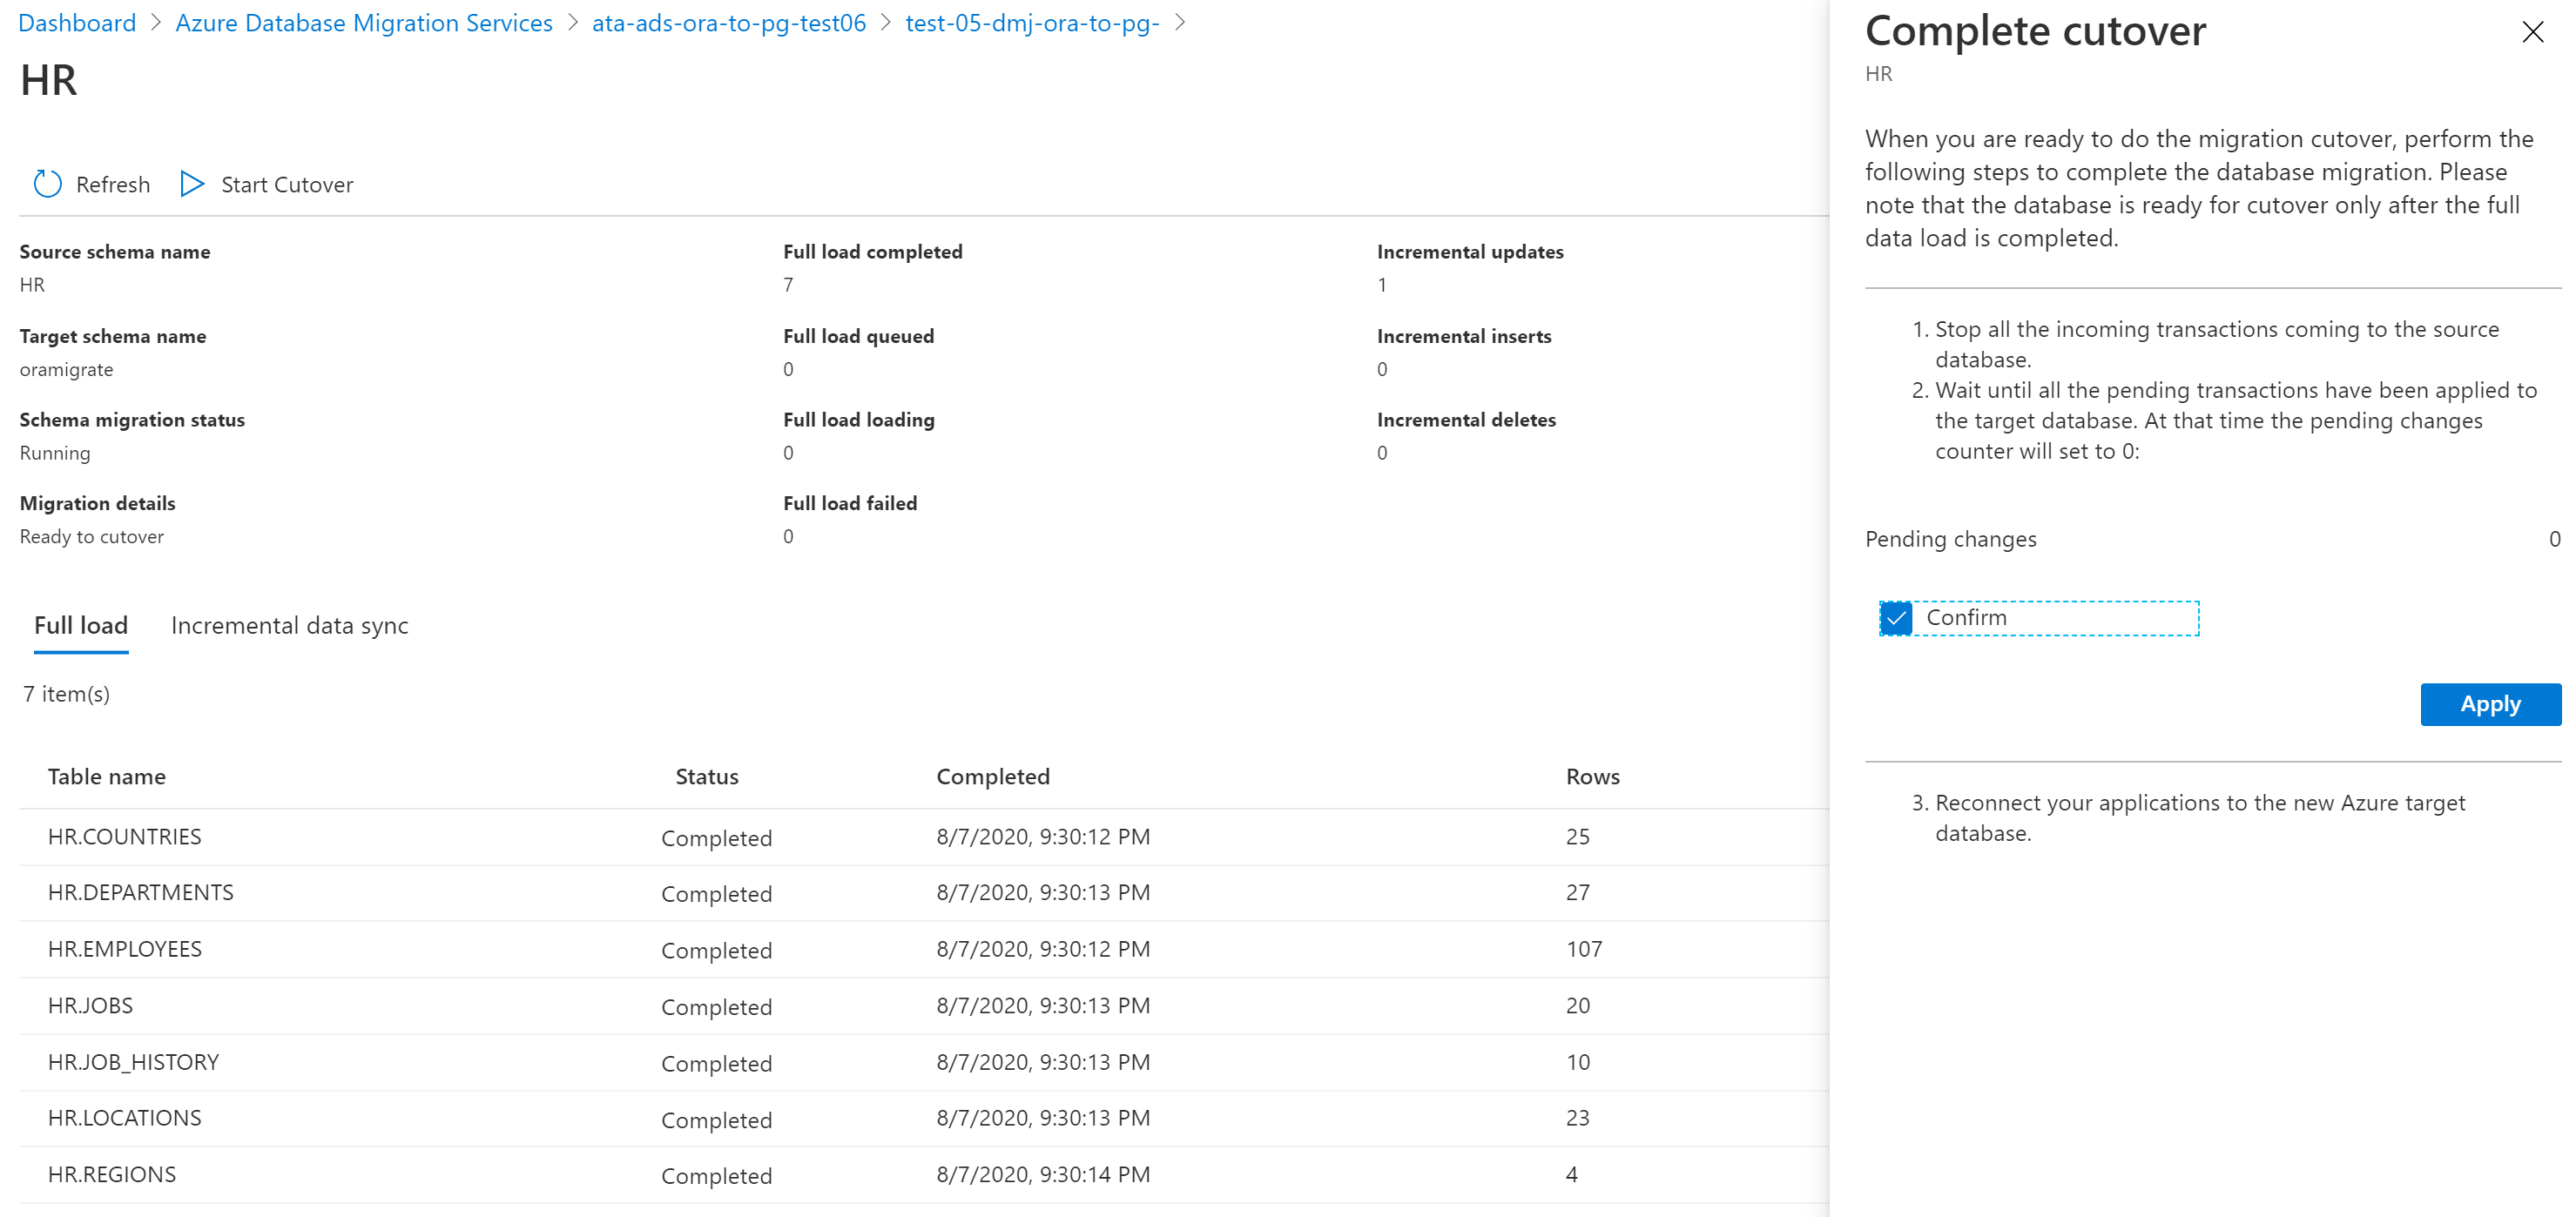 Dashboard > Azure Database Migration Services > ata-ads-ora-to-pg-test06 > test-05-dmj-ora-to-pg- >
HR
Refresh Start Cutover
Source schema name Full load completed Incremental updates
HR 7 1
Target schema name Full load queued Incremental inserts
oramigrate 0 0
Schema migration status Full load loading Incremental deletes
Running 0 0
Migration details Full load failed
Ready to cutover 0
Full load Incremental data sync
7 item(s)
Table name Status Completed Rows
HR.COUNTRIES Completed 8/7/2020, 9:30:12 PM 25
HR.DEPARTMENTS Completed 8/7/2020, 9:30:13 PM 27
HR.EMPLOYEES Completed 8/7/2020, 9:30:12 PM 107
HR.JOBS Completed 8/7/2020, 9:30:13 PM 20
HR.JOB_HISTORY Completed 8/7/2020, 9:30:13 PM 10
HR.LOCATIONS Completed 8/7/2020, 9:30:13 PM 23
HR.REGIONS Completed 8/7/2020, 9:30:14 PM 4
Complete cutover
HR
When you are ready to do the migration cutover, perform the
following steps to complete the database migration. Please
note that the database is ready for cutover only after the full
data load is completed.
1. Stop all the incoming transactions coming to the source
database.
2. Wait until all the pending transactions have been applied to
the target database. At that time the pending changes
counter will set to 0:
Pending changes 0
Confirm
Apply
3. Reconnect your applications to the new Azure target
database.